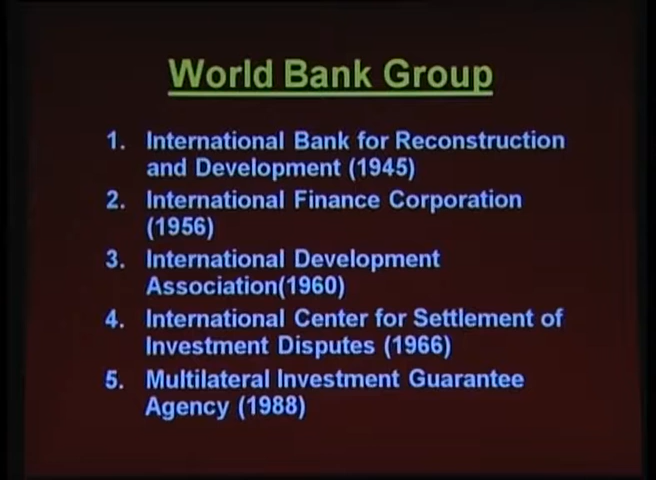 World Bank Group
1. International Bank for Reconstruction
and Development (1945)
2. International Finance Corporation
(1956)
3. International Development
Association(1960)
4. International Center for Settlement of
Investment Disputes (1966)
5. Multilateral Investment Guarantee
Agency (1988)